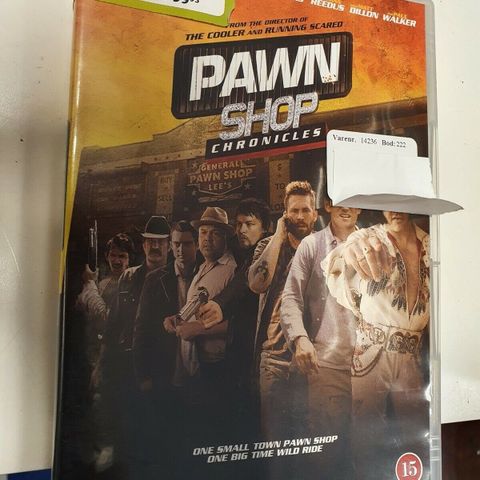 REEDUS DILLON WALKER
FROM THE DIRECTOR OF
THE COOLER AND RUNNING SCARED
PAWN
SHOP
CHRONICLES
Varenr. 14236 Bod: 222
GENERAL
PAWN SHOP
LEE'S
ONE SMALL TOWN PAWN SHOP
ONE BIG TIME WILD RIDE
15